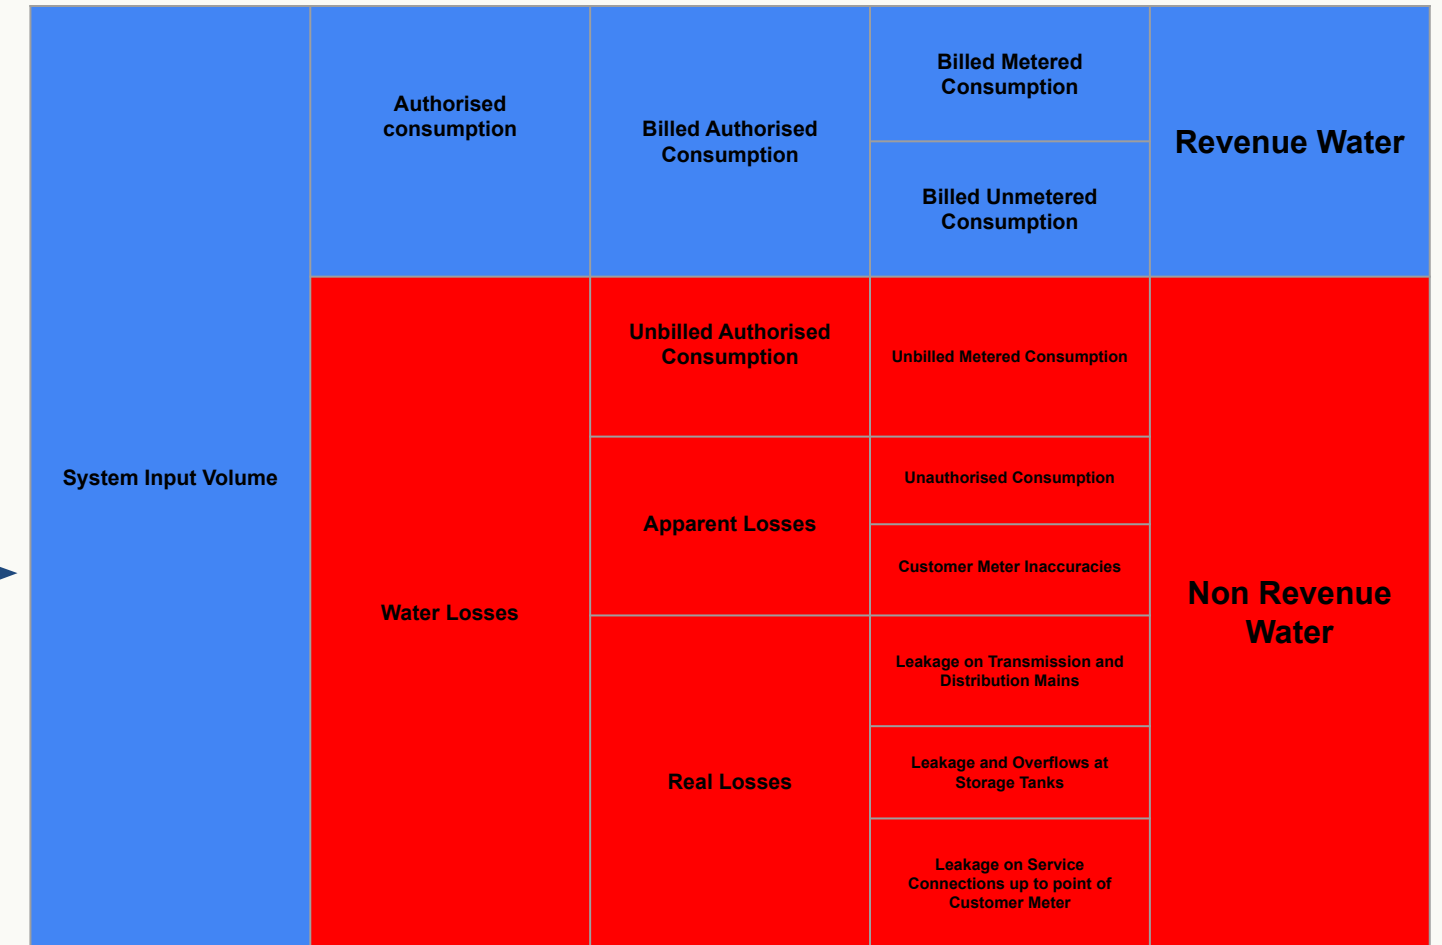 System Input Volume
Authorised
consumption
Billed Authorised
Consumption
Billed Metered
Consumption
Billed Unmetered
Consumption
Revenue Water
Water Losses
Unbilled Authorised
Consumption
Unbilled Metered Consumption
Apparent Losses
Unauthorised Consumption
Customer Meter Inaccuracies
Real Losses
Leakage on Transmission and
Distribution Mains
Leakage and Overflows at
Storage Tanks
Leakage on Service
Connections up to point of
Customer Meter
Non Revenue
Water